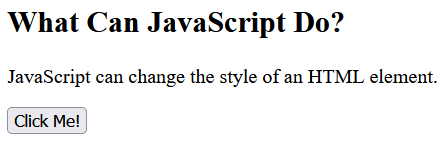 What Can JavaScript Do?
JavaScript can change the style of an HTML element.
Click Me!